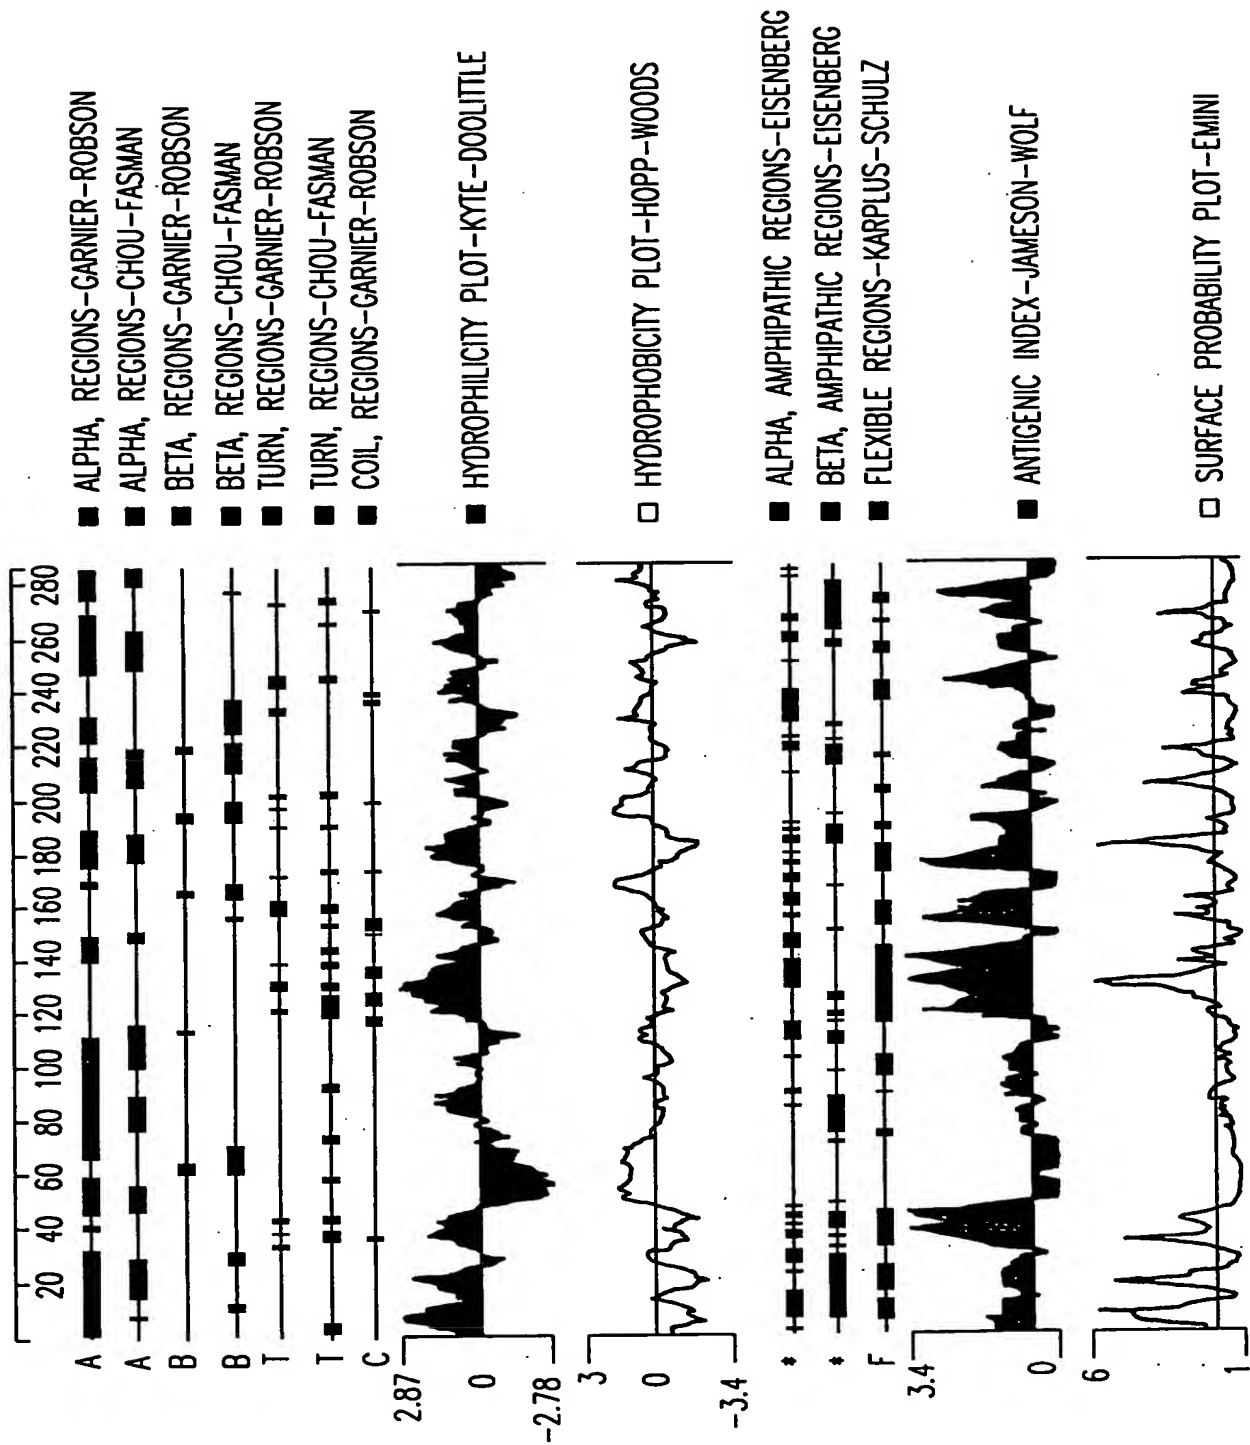 20 40 60 80 100 120 140 160 180 200 220 240 260 280
A ■ ALPHA, REGIONS-GARNIER-ROBSON
A ■ ALPHA, REGIONS-CHOU-FASMAN
B ■ BETA, REGIONS-GARNIER-ROBSON
B ■ BETA, REGIONS-CHOU-FASMAN
T ■ TURN, REGIONS-GARNIER-ROBSON
T ■ TURN, REGIONS-CHOU-FASMAN
C ■ COIL, REGIONS-GARNIER-ROBSON
2.87
0
-2.78
■ HYDROPHILICITY PLOT-KYTE-DOOLITTLE
3
0
-3.4
□ HYDROPHOBICITY PLOT-HOPP-WOODS
* ■ ALPHA, AMPHIPATHIC REGIONS-EISENBERG
* ■ BETA, AMPHIPATHIC REGIONS-EISENBERG
F ■ FLEXIBLE REGIONS-KARPLUS-SCHULZ
3.4
0
■ ANTIGENIC INDEX-JAMESON-WOLF
6
1
□ SURFACE PROBABILITY PLOT-EMINI